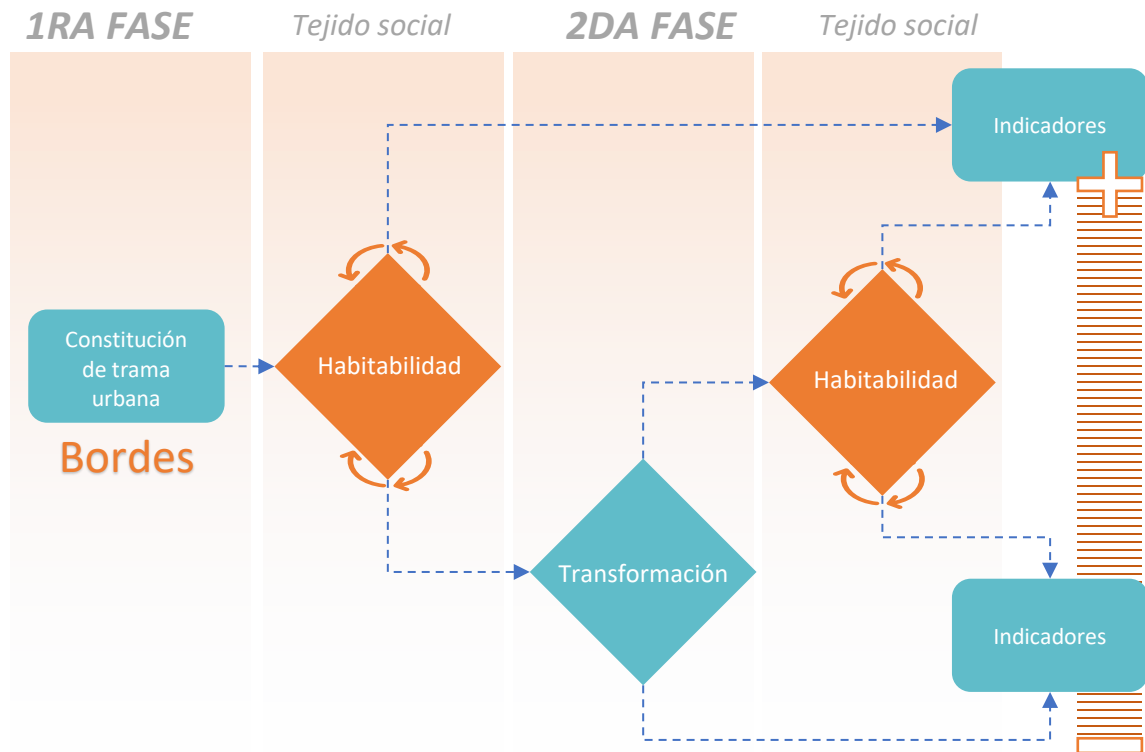 1RA FASE
Tejido social
2DA FASE
Tejido social
Indicadores
Constitución
de trama
urbana
Bordes
Habitabilidad
Habitabilidad
Transformación
Indicadores